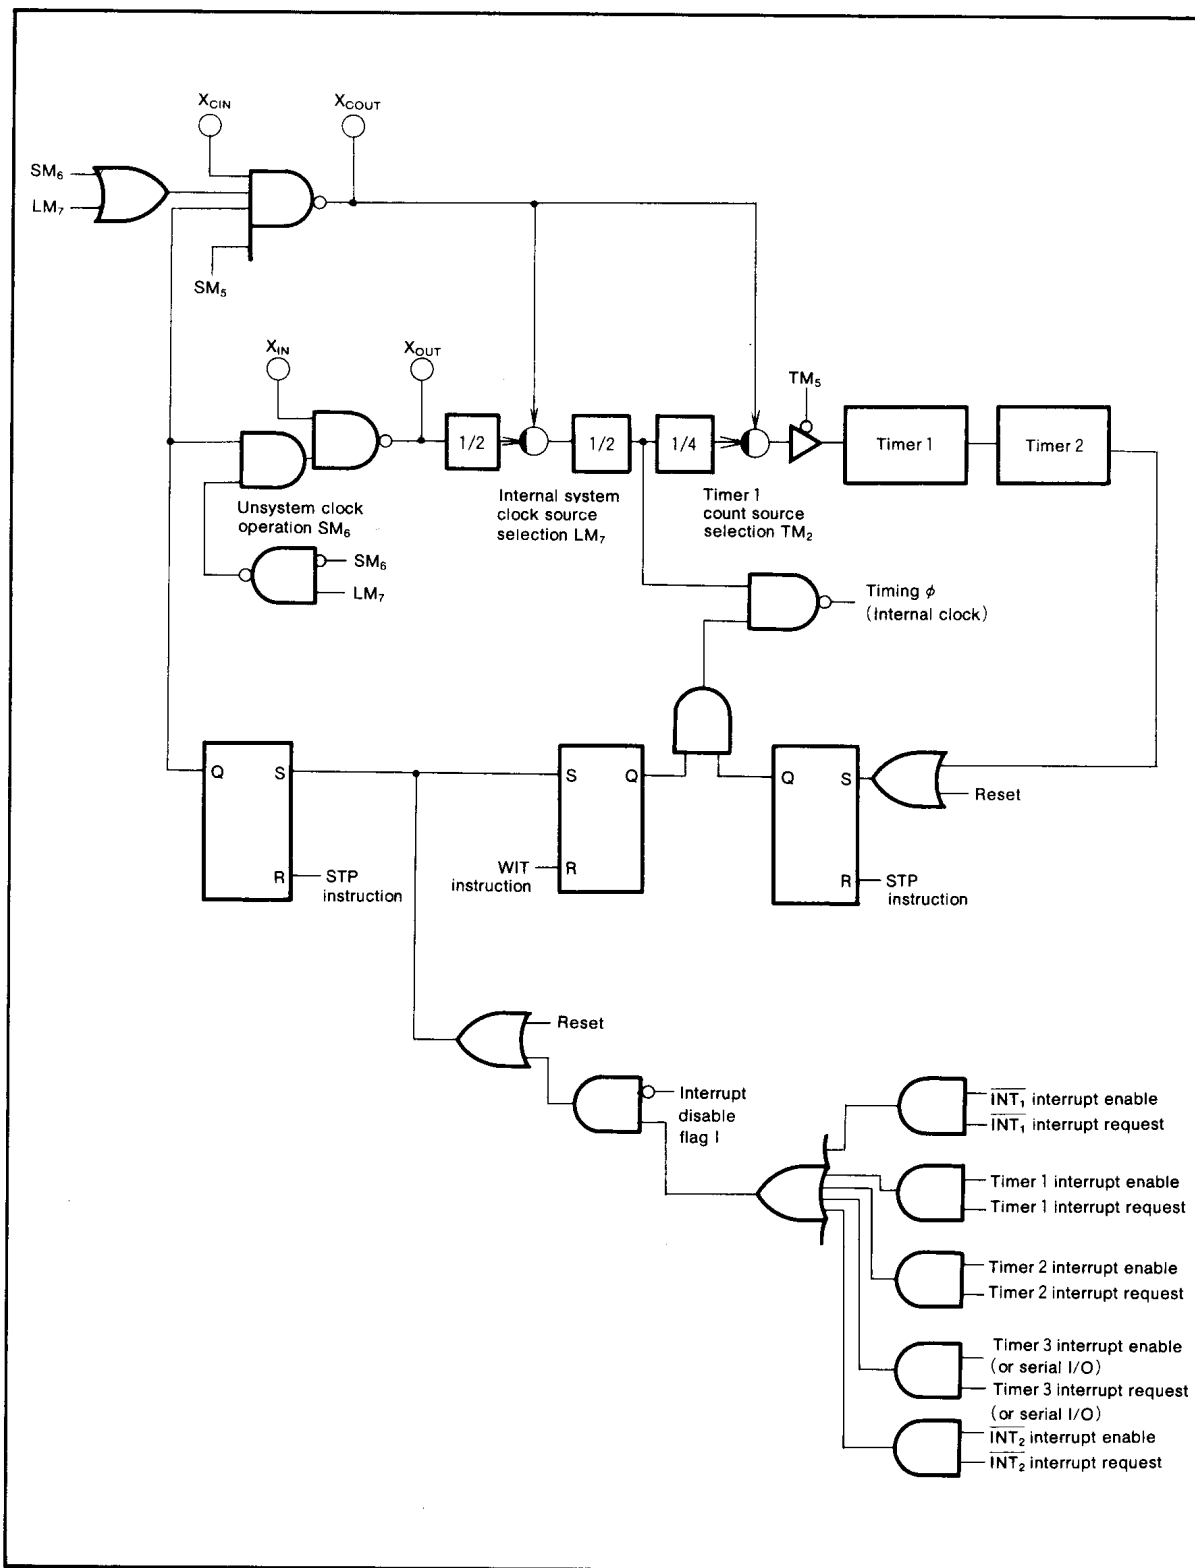 X_CIN
X_COUT
SM₆
LM₇
SM₅
X_IN
X_OUT
TM₅
1/2
1/2
1/4
Timer 1
Timer 2
Unsystem clock
operation SM₆
Internal system
clock source
selection LM₇
Timer 1
count source
selection TM₂
SM₆
LM₇
Timing ϕ
(Internal clock)
Q
S
R
STP
instruction
S
Q
R
WIT
instruction
Q
S
R
Reset
STP
instruction
Reset
Interrupt
disable
flag I
I̅N̅T̅₁ interrupt enable
I̅N̅T̅₁ interrupt request
Timer 1 interrupt enable
Timer 1 interrupt request
Timer 2 interrupt enable
Timer 2 interrupt request
Timer 3 interrupt enable
(or serial I/O)
Timer 3 interrupt request
(or serial I/O)
I̅N̅T̅₂ interrupt enable
I̅N̅T̅₂ interrupt request